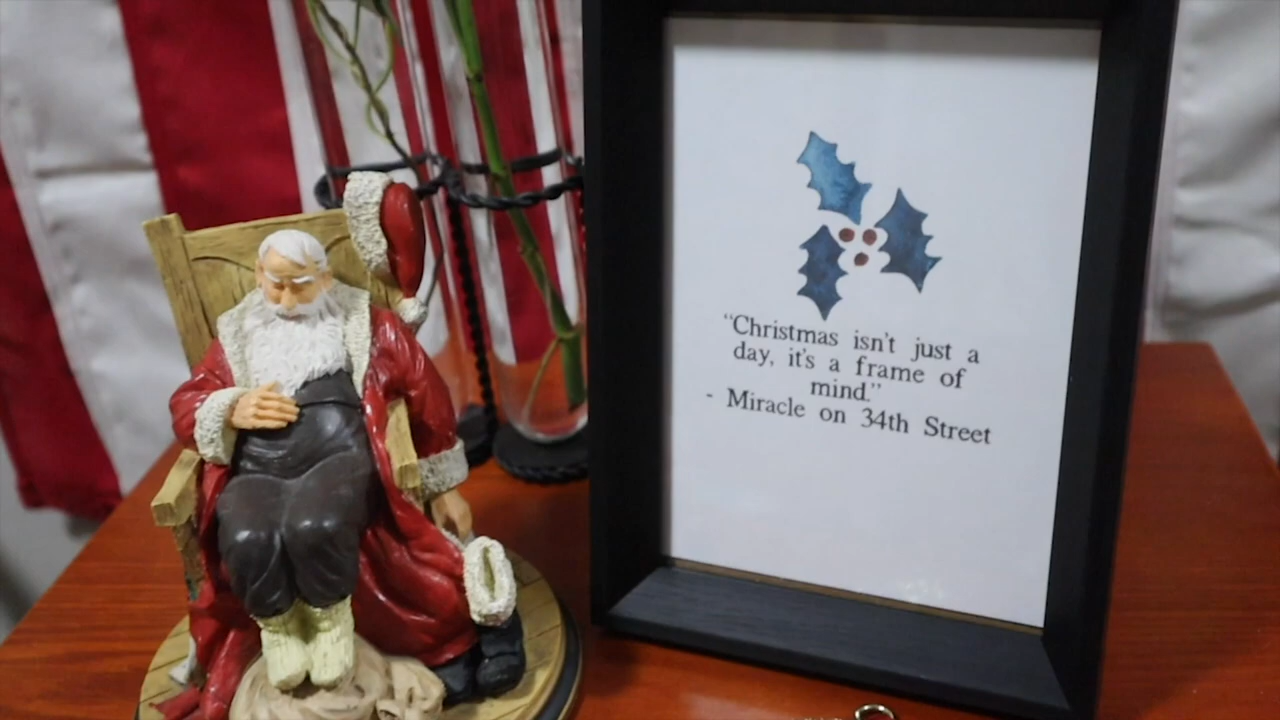 “Christmas isn't just a
day, it's a frame of
mind.”
- Miracle on 34th Street